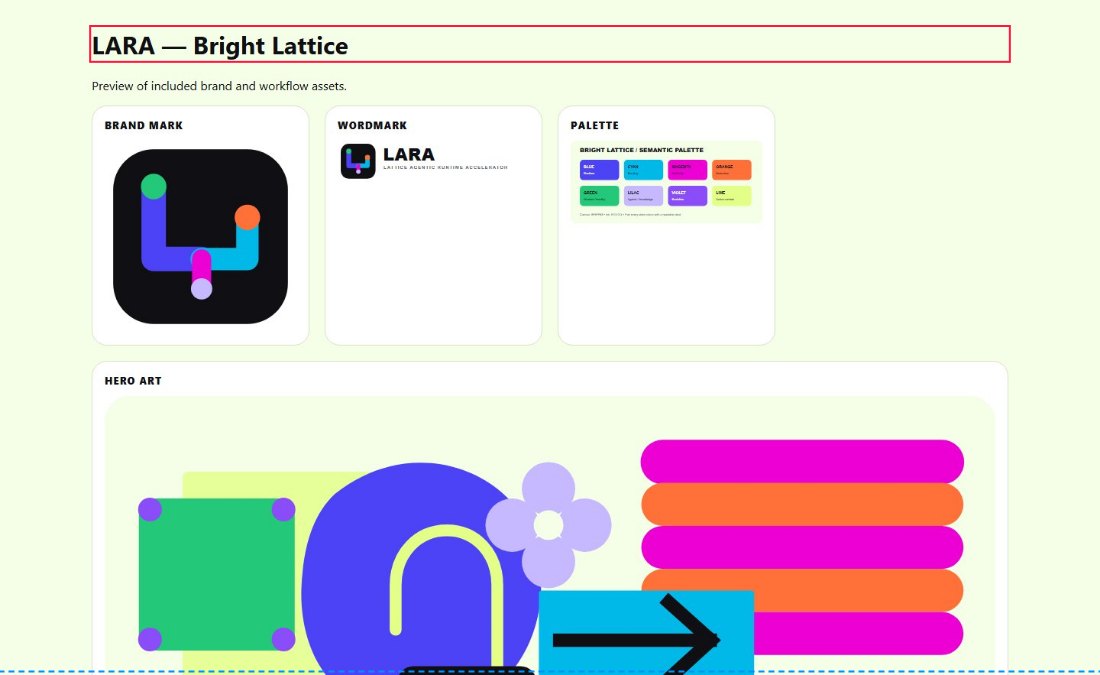 LARA — Bright Lattice
Preview of included brand and workflow assets.
BRAND MARK
WORDMARK
LARA
LATTICE AGENTIC RUNTIME ACCELERATOR
PALETTE
BRIGHT LATTICE / SEMANTIC PALETTE
BLUE
CYAN
MAGENTA
ORANGE
GREEN
LILAC
VIOLET
LIME
HERO ART